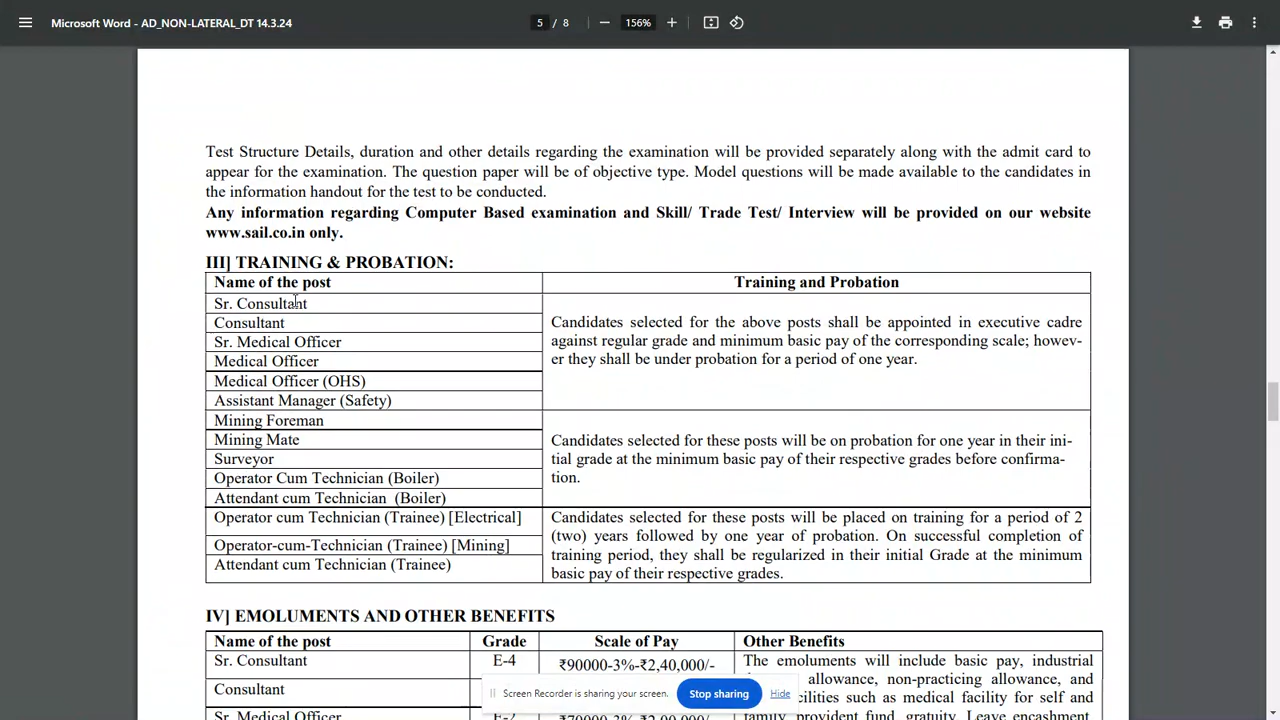 Microsoft Word - AD_NON-LATERAL_DT 14.3.24
5 / 8
156%
Test Structure Details, duration and other details regarding the examination will be provided separately along with the admit card to
appear for the examination. The question paper will be of objective type. Model questions will be made available to the candidates in
the information handout for the test to be conducted.
Any information regarding Computer Based examination and Skill/ Trade Test/ Interview will be provided on our website
www.sail.co.in only.
III] TRAINING & PROBATION:
Name of the post
Training and Probation
Sr. Consultant
Consultant
Sr. Medical Officer
Medical Officer
Medical Officer (OHS)
Assistant Manager (Safety)
Candidates selected for the above posts shall be appointed in executive cadre
against regular grade and minimum basic pay of the corresponding scale; howev-
er they shall be under probation for a period of one year.
Mining Foreman
Mining Mate
Surveyor
Operator Cum Technician (Boiler)
Attendant cum Technician (Boiler)
Candidates selected for these posts will be on probation for one year in their ini-
tial grade at the minimum basic pay of their respective grades before confirma-
tion.
Operator cum Technician (Trainee) [Electrical]
Operator-cum-Technician (Trainee) [Mining]
Attendant cum Technician (Trainee)
Candidates selected for these posts will be placed on training for a period of 2
(two) years followed by one year of probation. On successful completion of
training period, they shall be regularized in their initial Grade at the minimum
basic pay of their respective grades.
IV] EMOLUMENTS AND OTHER BENEFITS
Name of the post
Grade
Scale of Pay
Other Benefits
Sr. Consultant
E-4
₹90000-3%-₹2,40,000/-
The emoluments will include basic pay, industrial
Consultant
allowance, non-practicing allowance, and
such as medical facility for self and
Sr. Medical Officer
family, provident fund, gratuity, Leave encashment
Screen Recorder is sharing your screen.
Stop sharing
Hide